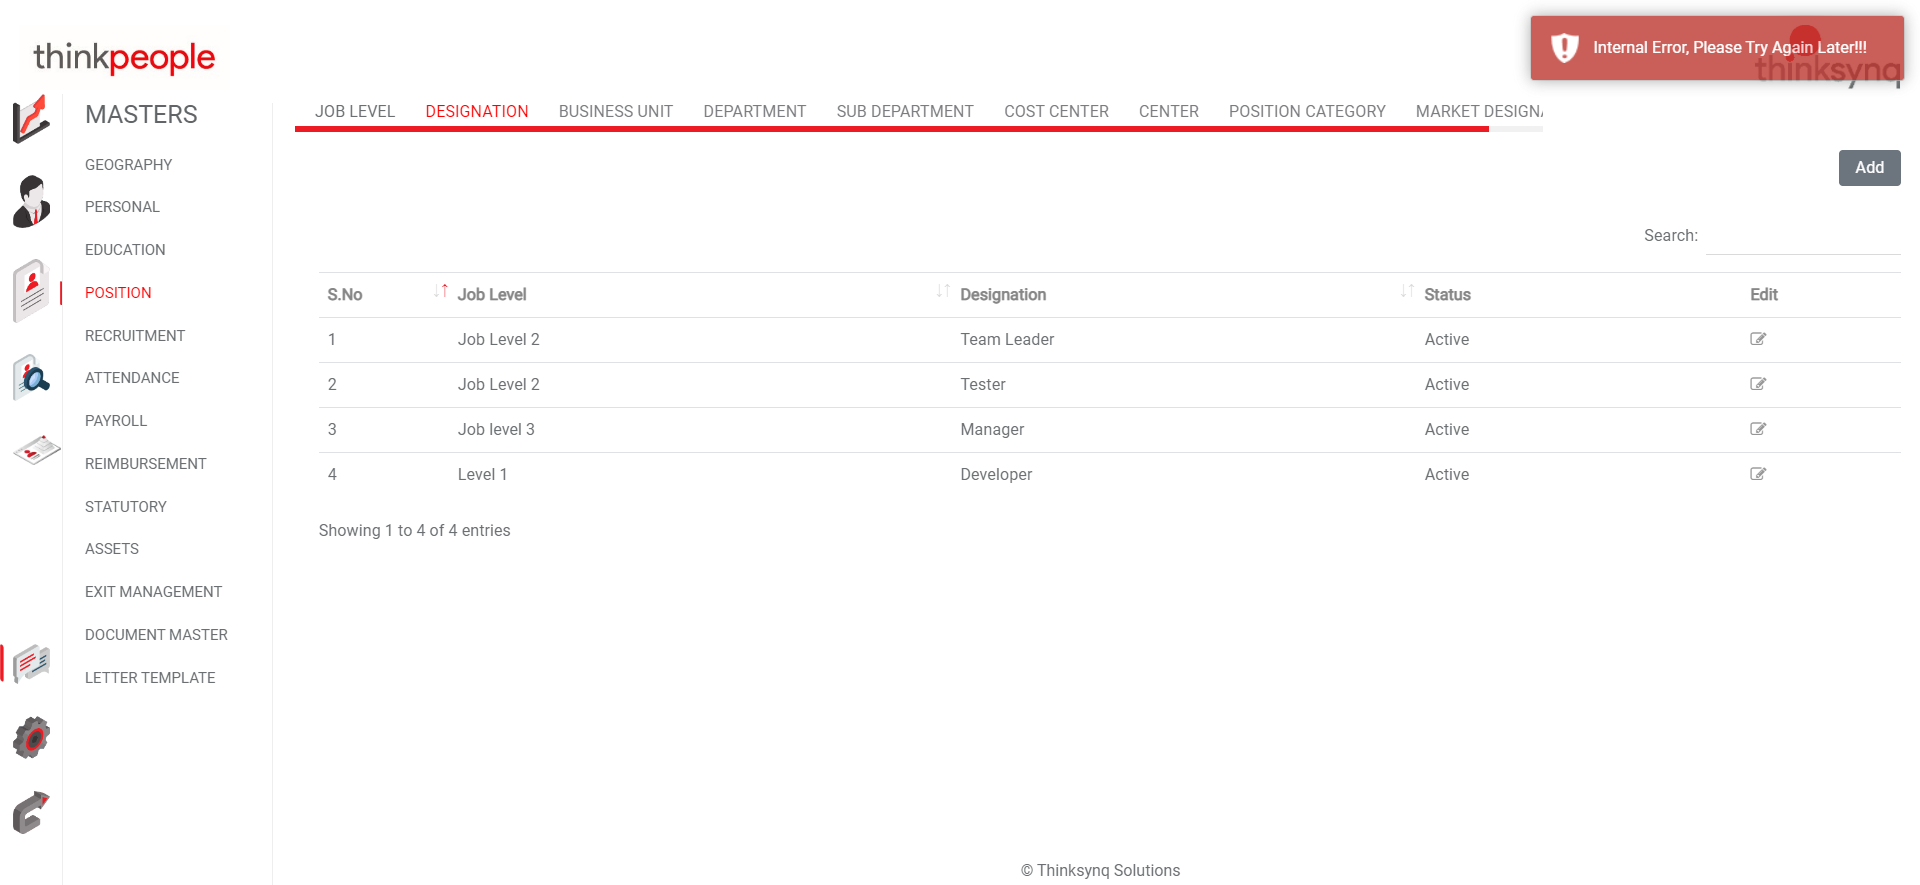 thinkpeople
Internal Error, Please Try Again Later!!!
thinksynq
MASTERS
GEOGRAPHY
PERSONAL
EDUCATION
POSITION
RECRUITMENT
ATTENDANCE
PAYROLL
REIMBURSEMENT
STATUTORY
ASSETS
EXIT MANAGEMENT
DOCUMENT MASTER
LETTER TEMPLATE
JOB LEVEL DESIGNATION BUSINESS UNIT DEPARTMENT SUB DEPARTMENT COST CENTER CENTER POSITION CATEGORY MARKET DESIGNA
Add
Search:
S.No Job Level Designation Status Edit
1 Job Level 2 Team Leader Active
2 Job Level 2 Tester Active
3 Job level 3 Manager Active
4 Level 1 Developer Active
Showing 1 to 4 of 4 entries
© Thinksynq Solutions